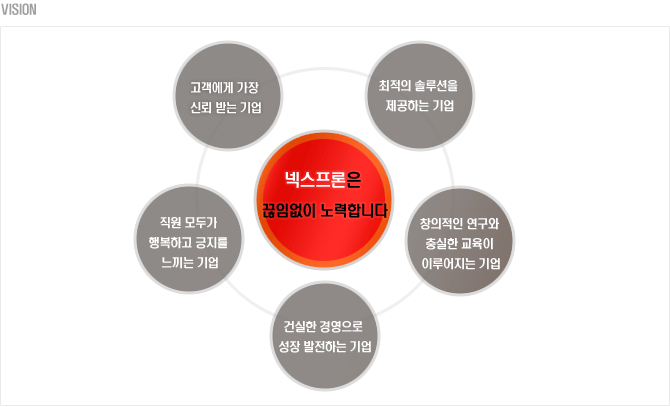 VISION
고객에게 가장
신뢰 받는 기업
최적의 솔루션을
제공하는 기업
넥스프론은
끊임없이 노력합니다
직원 모두가
행복하고 긍지를
느끼는 기업
창의적인 연구와
충실한 교육이
이루어지는 기업
건실한 경영으로
성장 발전하는 기업